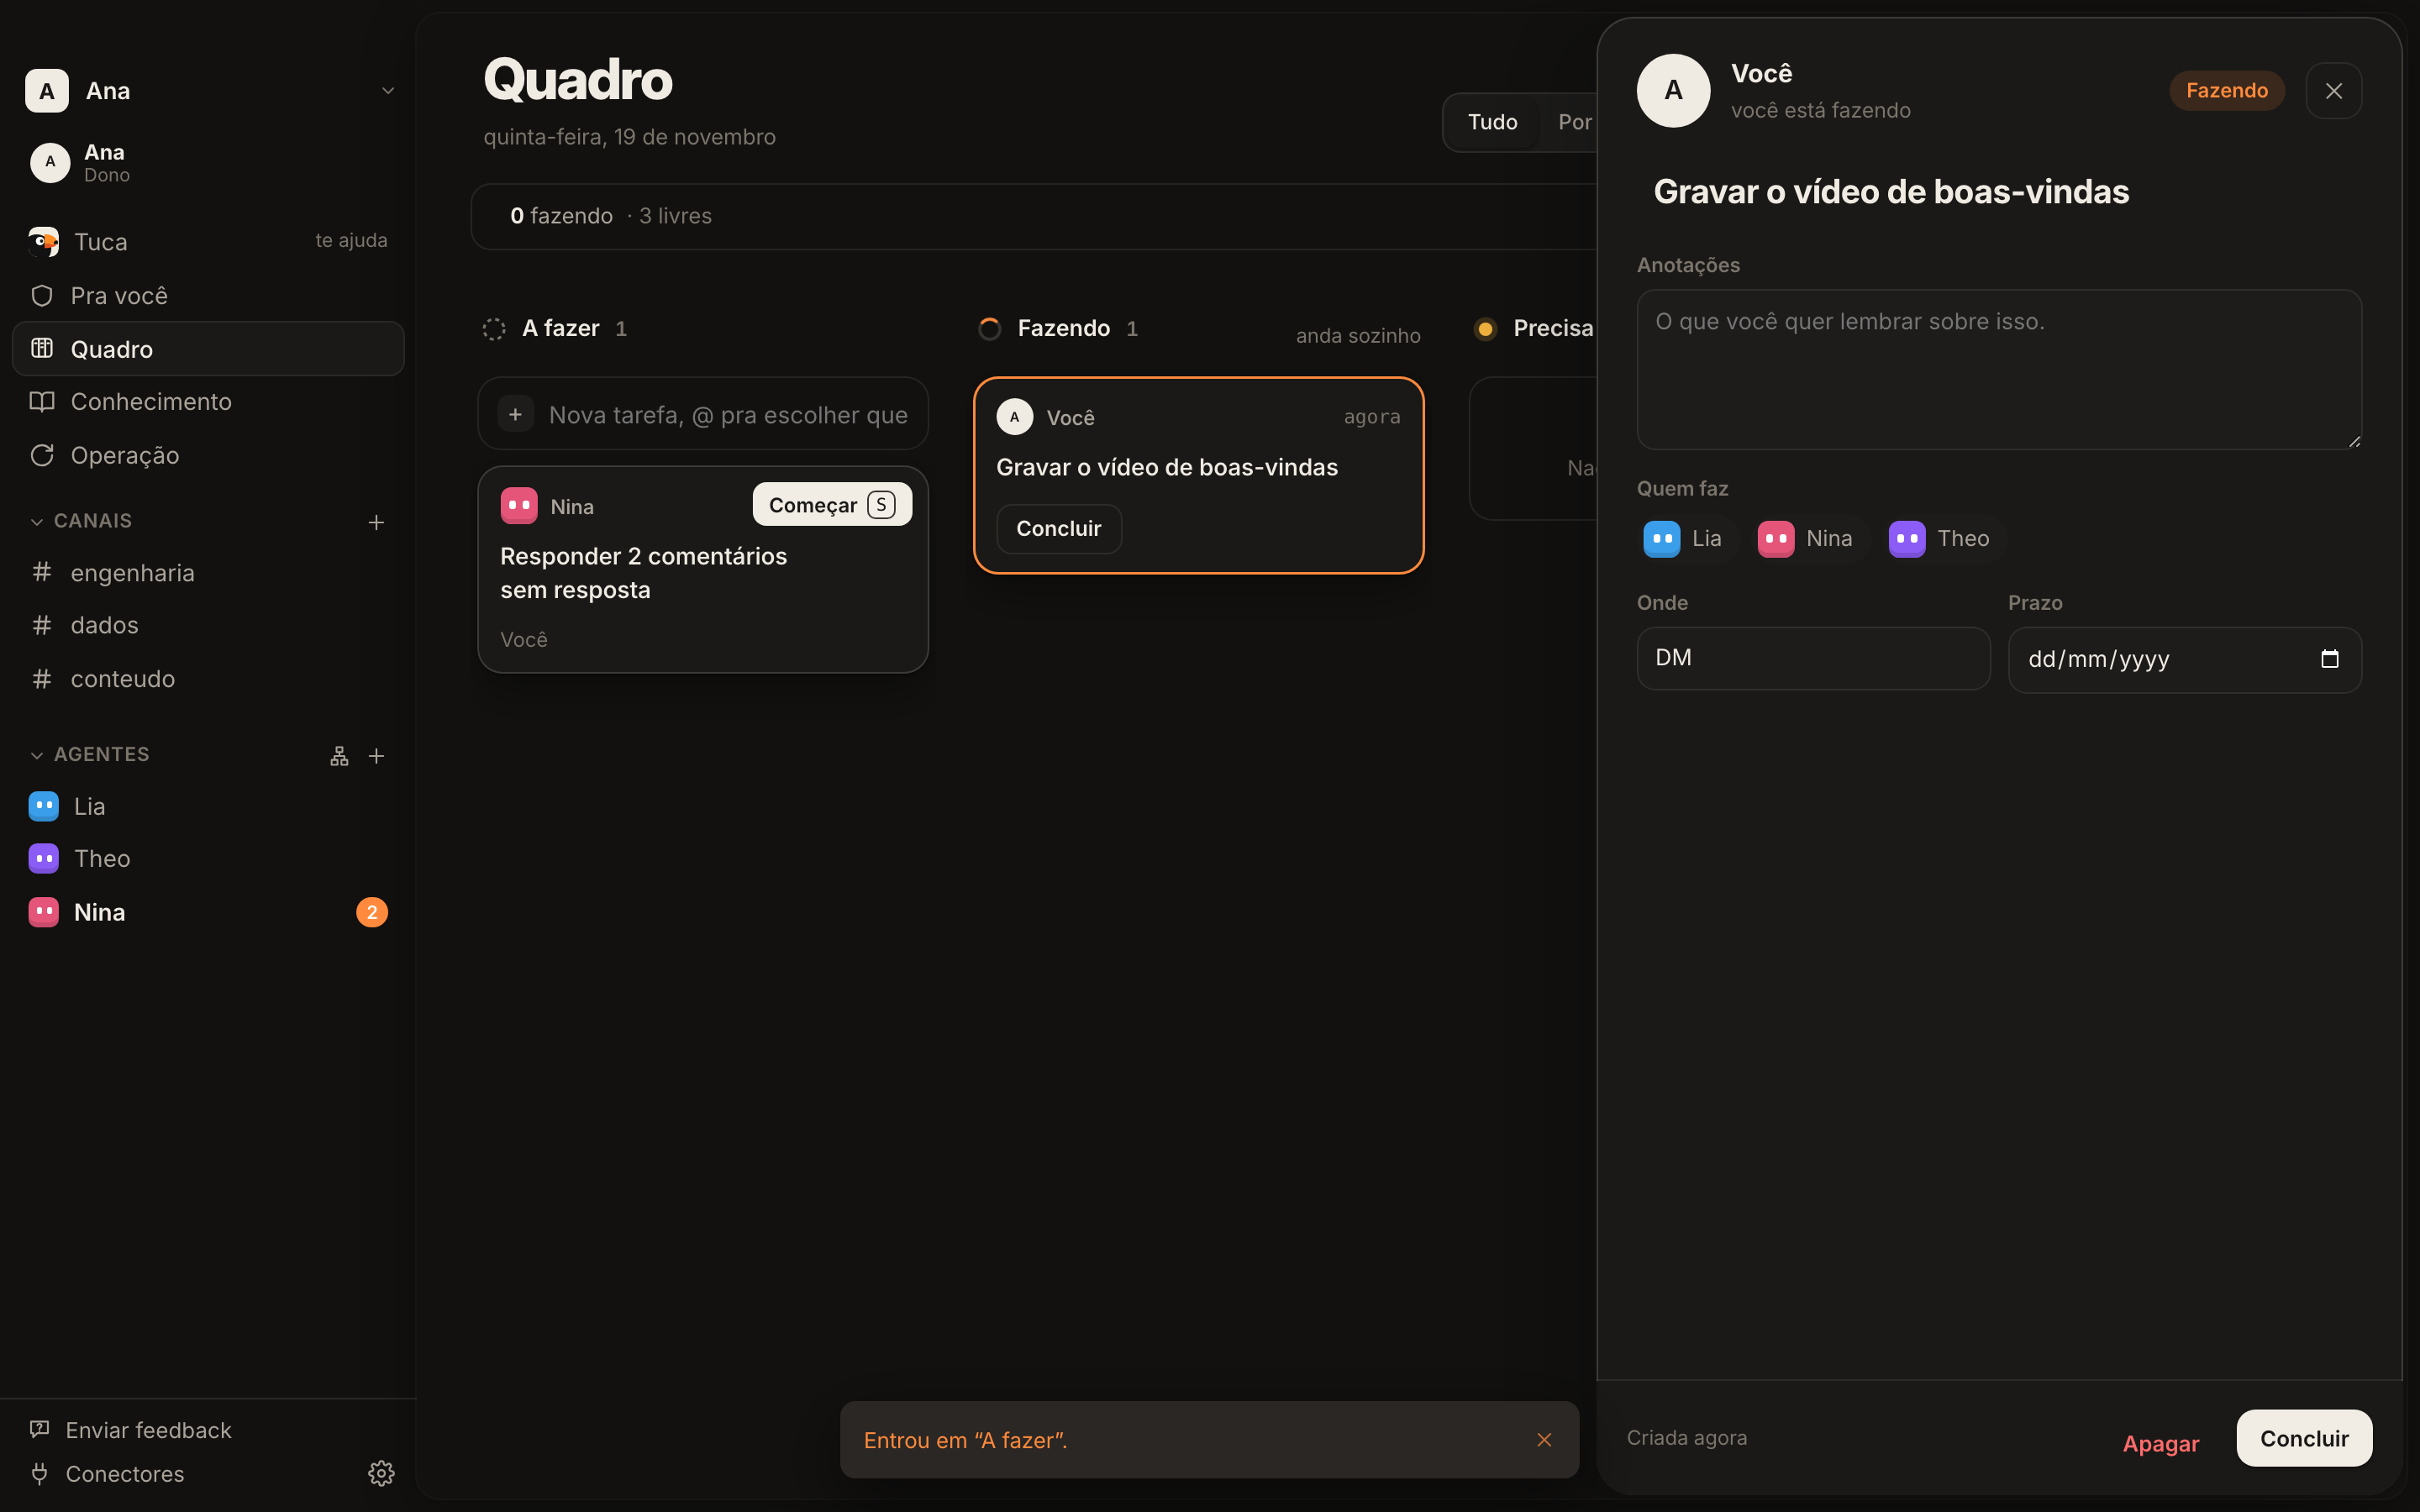 A Ana
A Ana
Dono
Tuca te ajuda
Pra você
Quadro
Conhecimento
Operação
CANAIS
# engenharia
# dados
# conteudo
AGENTES
Lia
Theo
Nina 2
Enviar feedback
Conectores
Quadro
quinta-feira, 19 de novembro
Tudo Por
0 fazendo · 3 livres
A fazer 1
Nova tarefa, @ pra escolher que
Nina Começar S
Responder 2 comentários
sem resposta
Você
Fazendo 1 anda sozinho
A Você agora
Gravar o vídeo de boas-vindas
Concluir
Precisa
Entrou em “A fazer”.
A Você
você está fazendo
Fazendo
Gravar o vídeo de boas-vindas
Anotações
O que você quer lembrar sobre isso.
Quem faz
Lia Nina Theo
Onde Prazo
DM dd/mm/yyyy
Criada agora Apagar Concluir